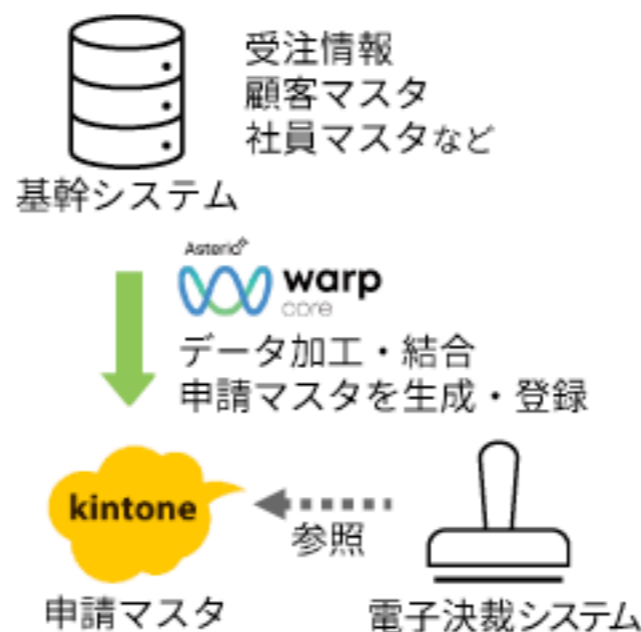 受注情報
顧客マスタ
社員マスタなど
基幹システム
Asteria
warp
core
データ加工・結合
申請マスタを生成・登録
kintone
参照
申請マスタ
電子決裁システム